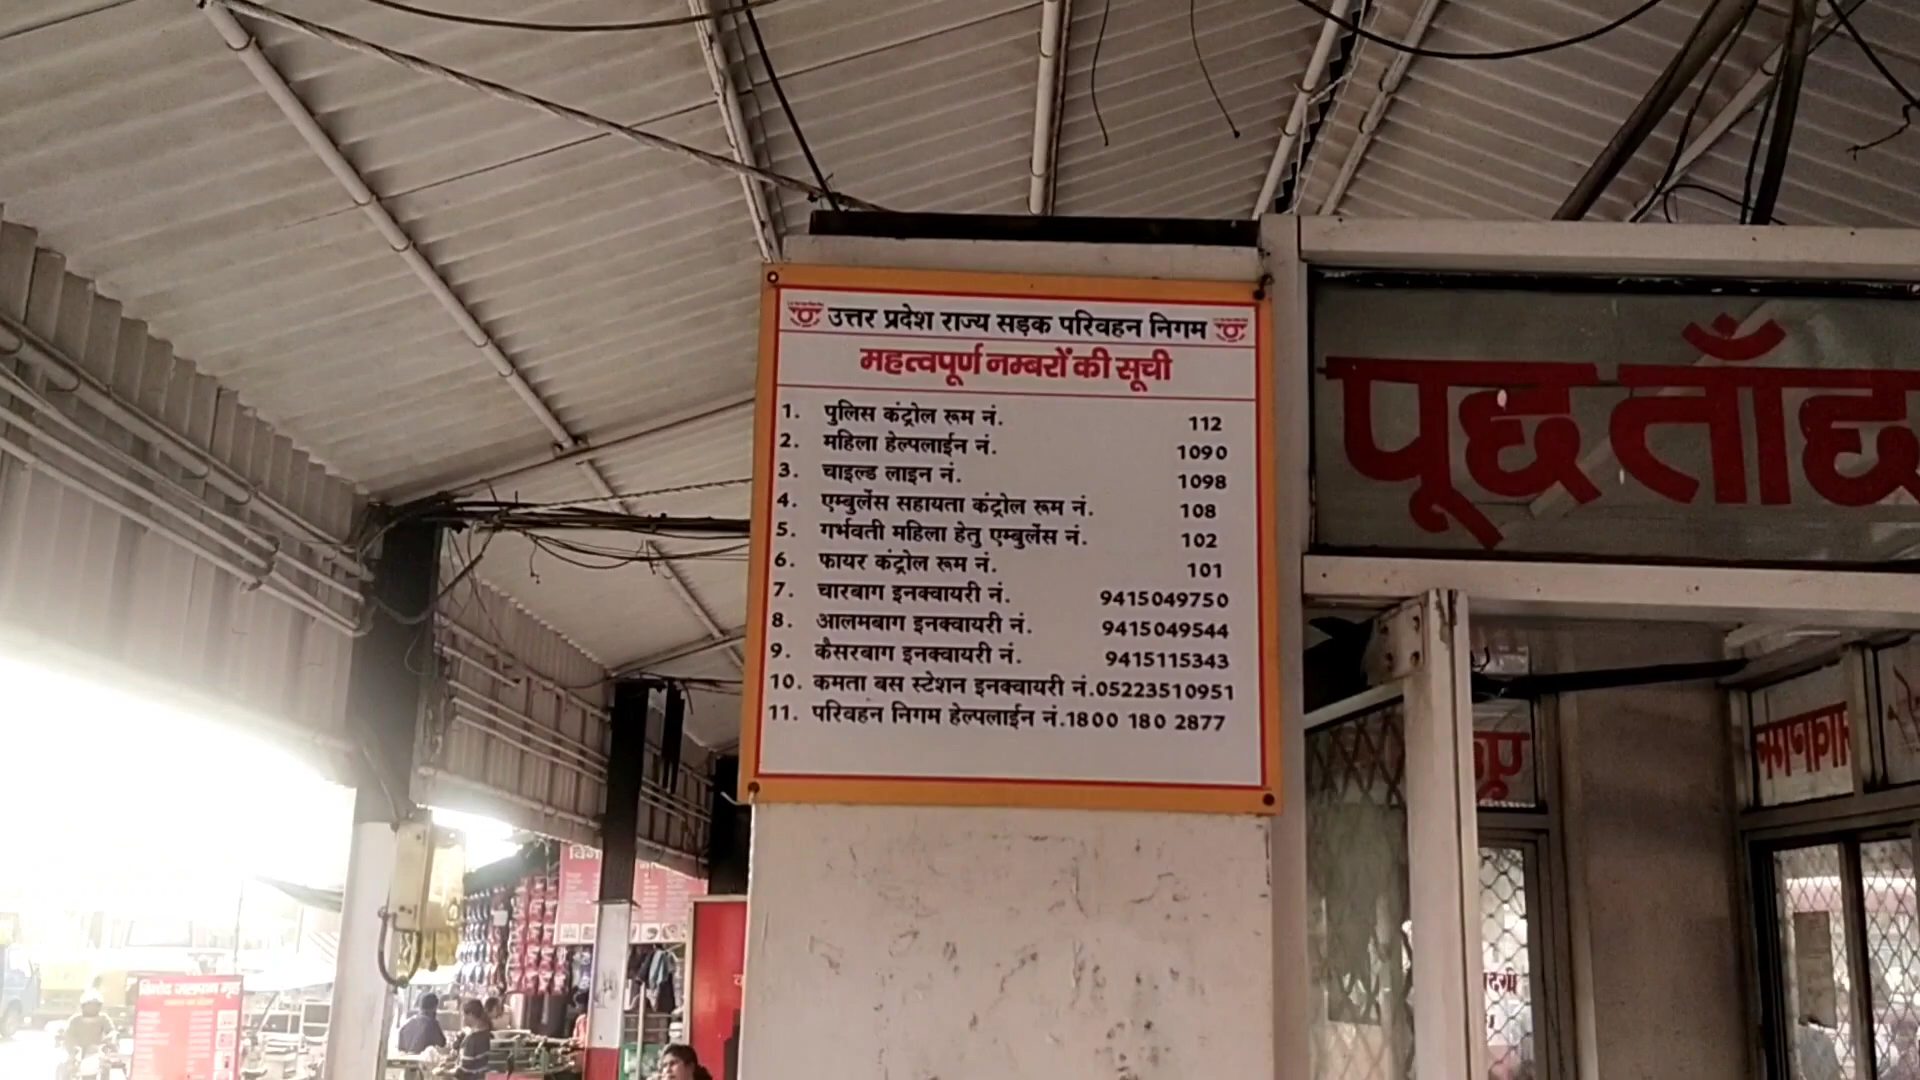 उत्तर प्रदेश राज्य सड़क परिवहन निगम
महत्वपूर्ण नम्बरों की सूची
1. पुलिस कंट्रोल रूम नं. 112
2. महिला हेल्पलाईन नं. 1090
3. चाइल्ड लाइन नं. 1098
4. एम्बुलेंस सहायता कंट्रोल रूम नं. 108
5. गर्भवती महिला हेतु एम्बुलेंस नं. 102
6. फायर कंट्रोल रूम नं. 101
7. चारबाग इनक्वायरी नं. 9415049750
8. आलमबाग इनक्वायरी नं. 9415049544
9. कैसरबाग इनक्वायरी नं. 9415115343
10. कमता बस स्टेशन इनक्वायरी नं.05223510951
11. परिवहन निगम हेल्पलाईन नं.1800 180 2877
पूछ ताँछ
विनोद जलपान गृह